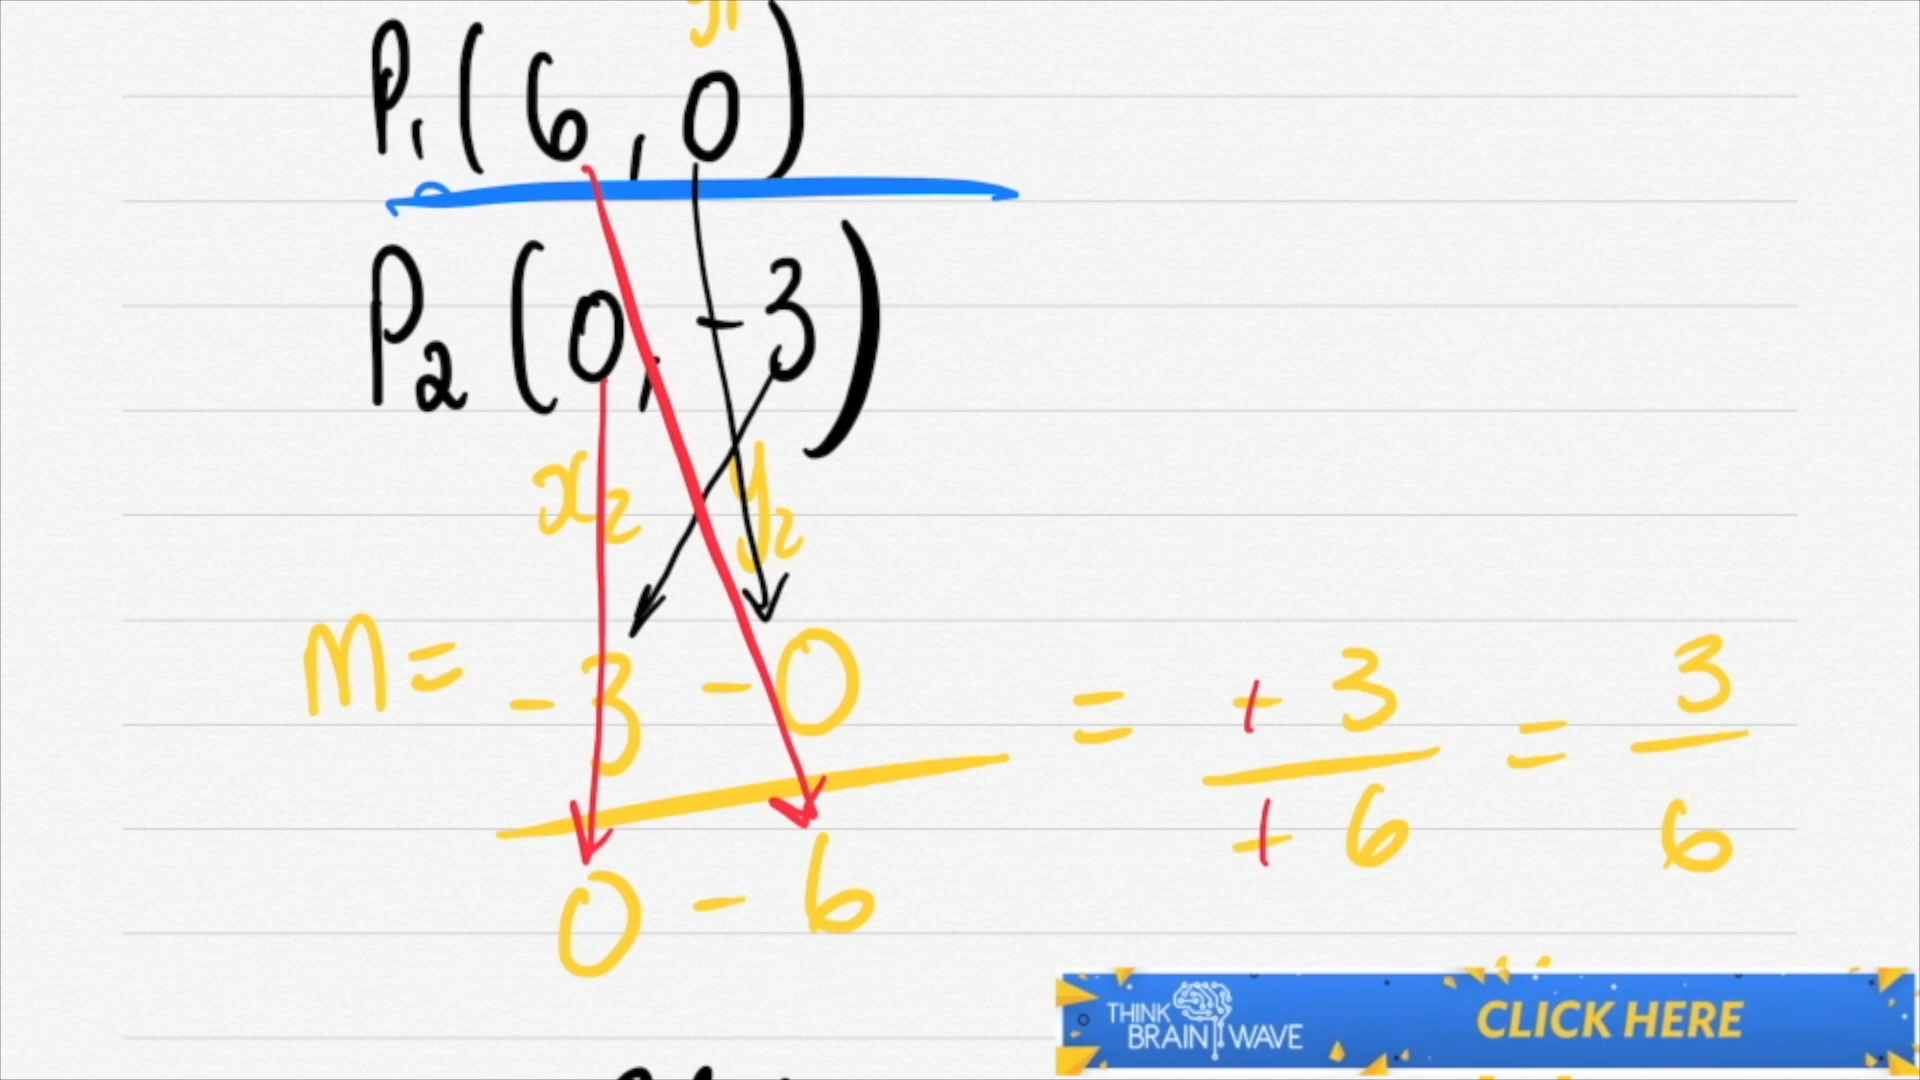 y1
P1 (6, 0)
P2 (0, -3)
x2 y2
m = -3 - 0 / 0 - 6 = +3 / +6 = 3 / 6
THINK BRAIN WAVE
CLICK HERE